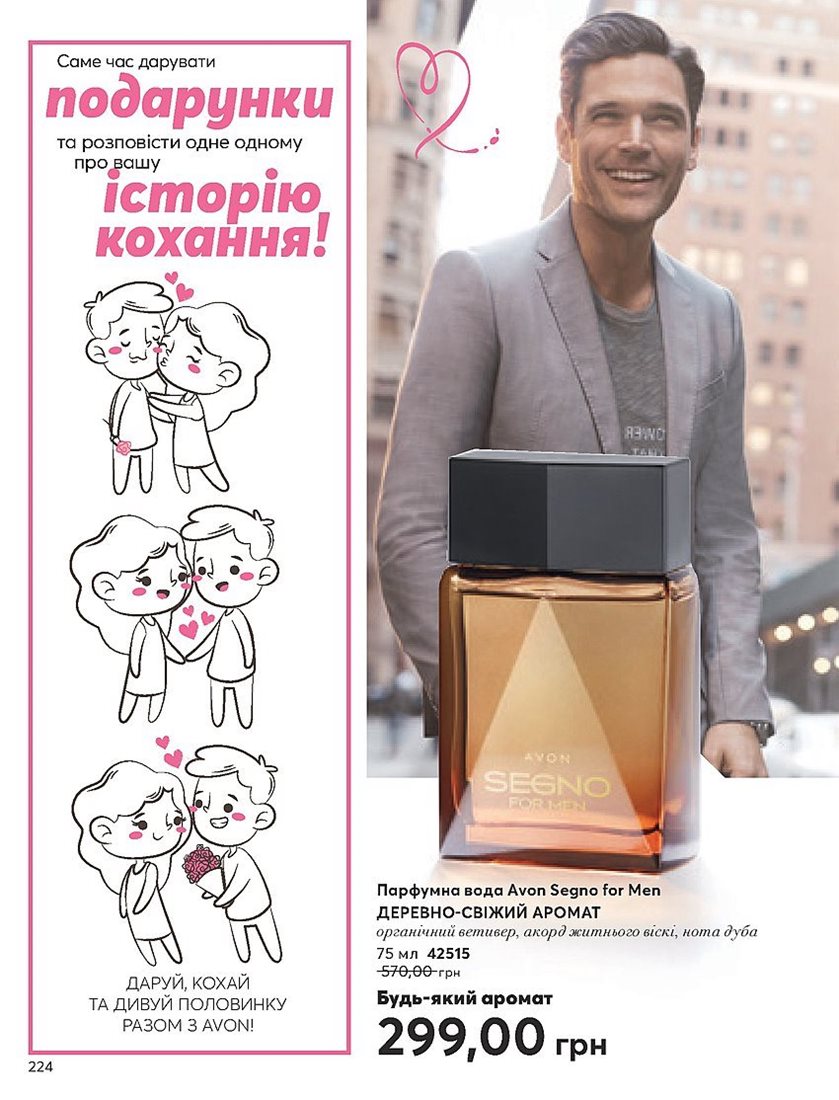 Саме час дарувати
подарунки
та розповісти одне одному
про вашу
історію
кохання!
ДАРУЙ, КОХАЙ
ТА ДИВУЙ ПОЛОВИНКУ
РАЗОМ З AVON!
224
AVON
SEGNO
FOR MEN
Парфумна вода Avon Segno for Men
ДЕРЕВНО-СВІЖИЙ АРОМАТ
органічний ветивер, акорд житнього віскі, нота дуба
75 мл 42515
570,00 грн
Будь-який аромат
299,00 грн